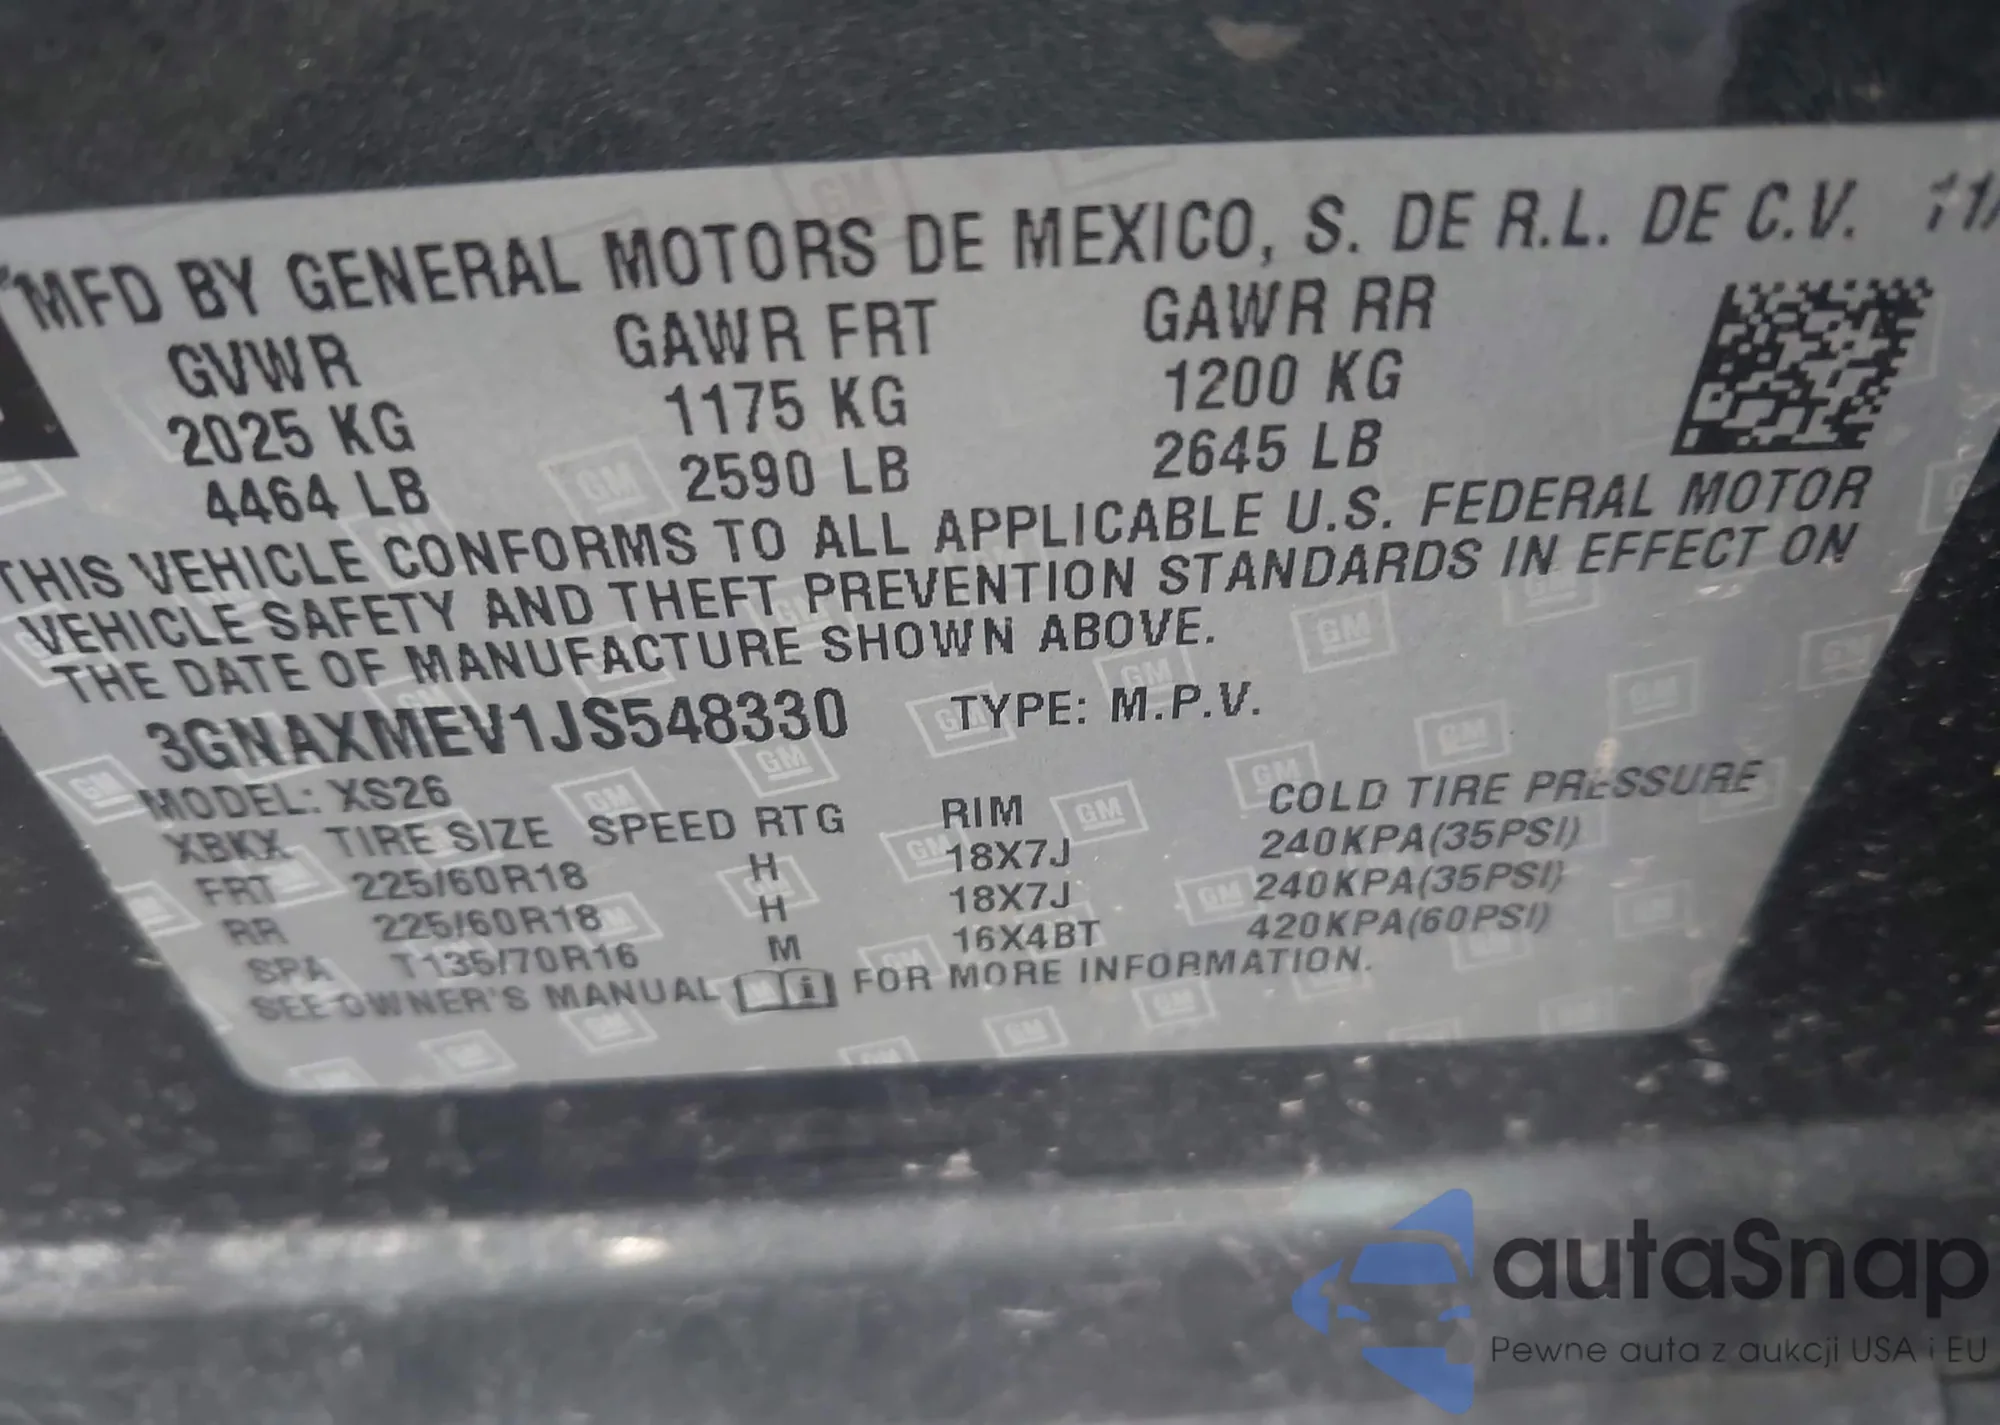 MFD BY GENERAL MOTORS DE MEXICO, S. DE R.L. DE C.V. 11/
GVWR GAWR FRT GAWR RR
2025 KG 1175 KG 1200 KG
4464 LB 2590 LB 2645 LB
THIS VEHICLE CONFORMS TO ALL APPLICABLE U.S. FEDERAL MOTOR
VEHICLE SAFETY AND THEFT PREVENTION STANDARDS IN EFFECT ON
THE DATE OF MANUFACTURE SHOWN ABOVE.
3GNAXMEV1JS548330 TYPE: M.P.V.
MODEL: XS26
XBKX TIRE SIZE SPEED RTG RIM COLD TIRE PRESSURE
FRT 225/60R18 H 18X7J 240KPA(35PSI)
RR 225/60R18 H 18X7J 240KPA(35PSI)
SPA T135/70R16 M 16X4BT 420KPA(60PSI)
SEE OWNER'S MANUAL i FOR MORE INFORMATION.
autaSnap
Pewne auta z aukcji USA i EU